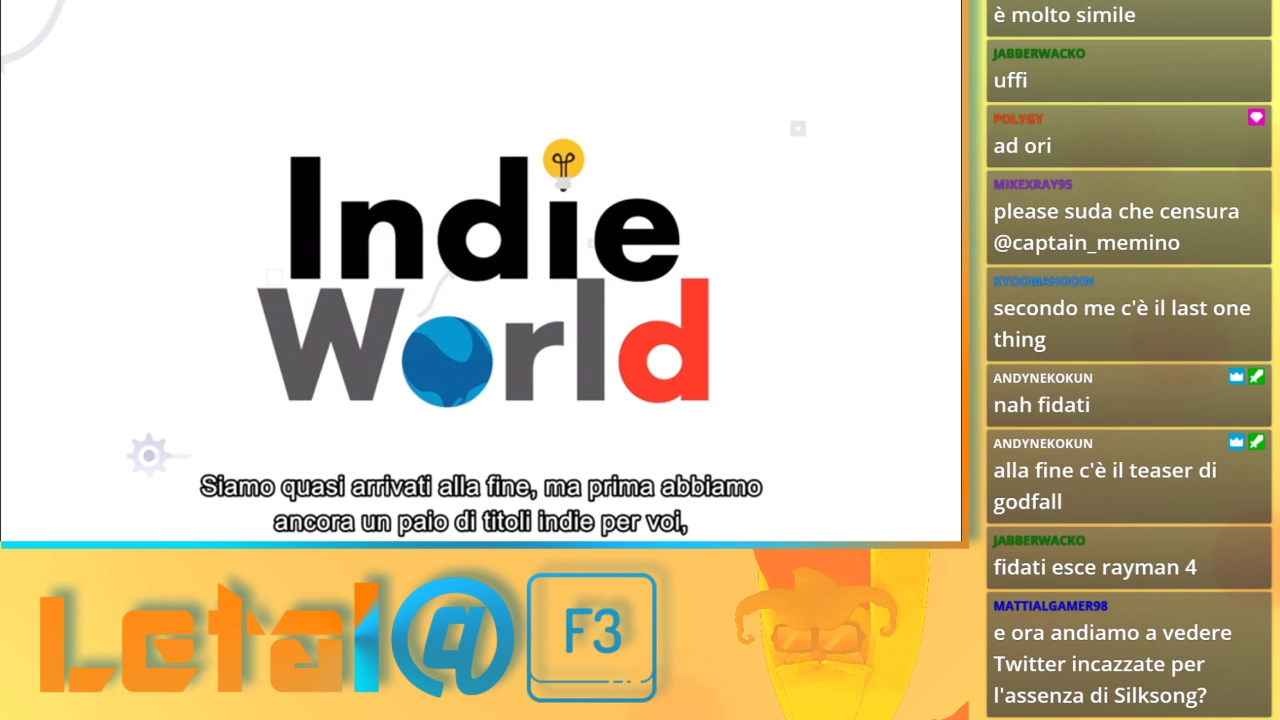 Indie
World
Siamo quasi arrivati alla fine, ma prima abbiamo
ancora un paio di titoli indie per voi,
Letal@
F3
è molto simile
JABBERWACKO
uffi
POLYGY
ad ori
MIKEXRAY95
please suda che censura
@captain_memino
KYOOMAHOOIN
secondo me c'è il last one
thing
ANDYNEKOKUN
nah fidati
ANDYNEKOKUN
alla fine c'è il teaser di
godfall
JABBERWACKO
fidati esce rayman 4
MATTIALGAMER98
e ora andiamo a vedere
Twitter incazzate per
l'assenza di Silksong?